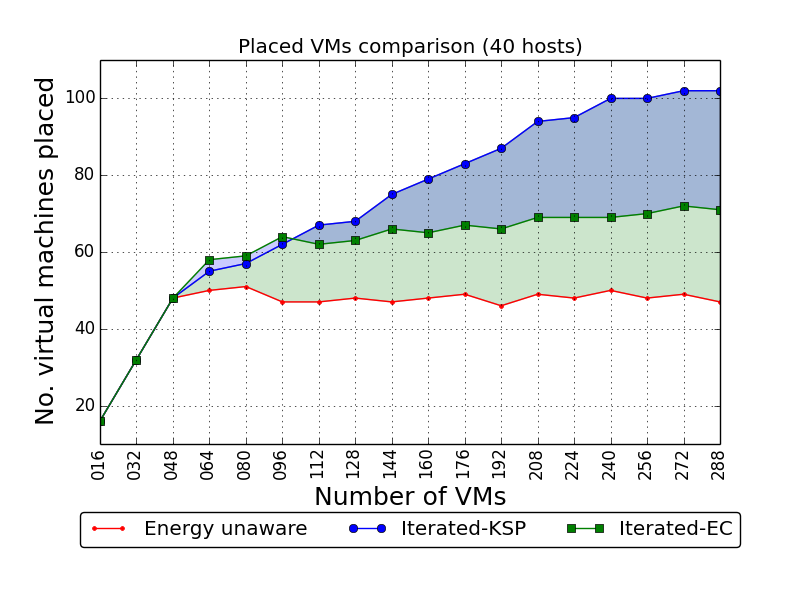 Placed VMs comparison (40 hosts)
No. virtual machines placed
100
80
60
40
20
016 032 048 064 080 096 112 128 144 160 176 192 208 224 240 256 272 288
Number of VMs
Energy unaware Iterated-KSP Iterated-EC